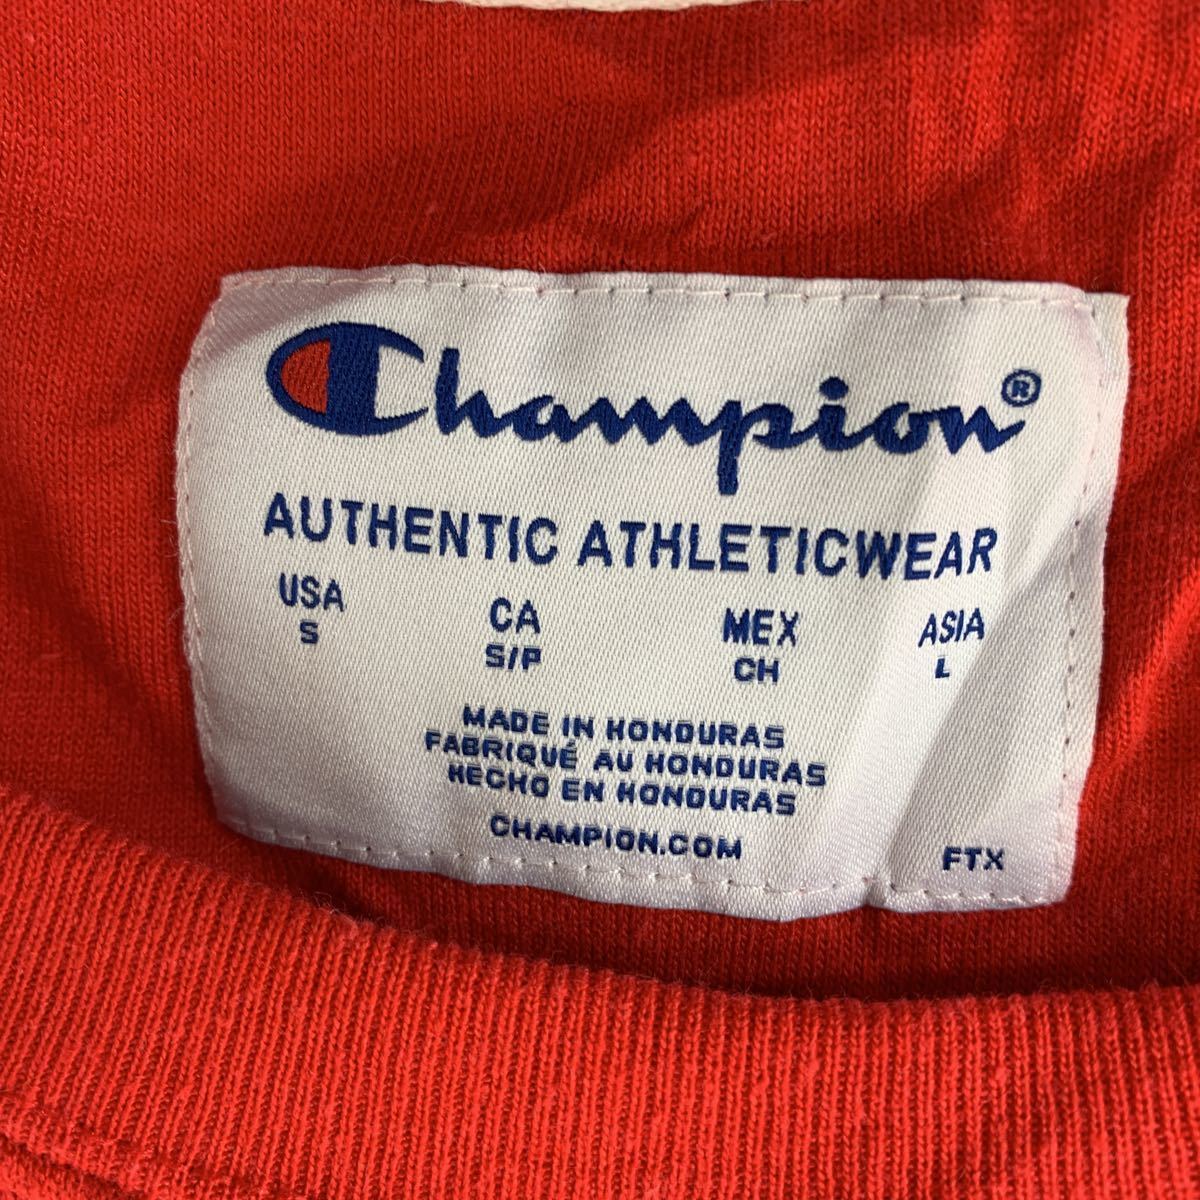 Champion®
AUTHENTIC ATHLETICWEAR
USA CA MEX ASIA
S S/P CH L
MADE IN HONDURAS
FABRIQUÉ AU HONDURAS
HECHO EN HONDURAS
CHAMPION.COM
FTX